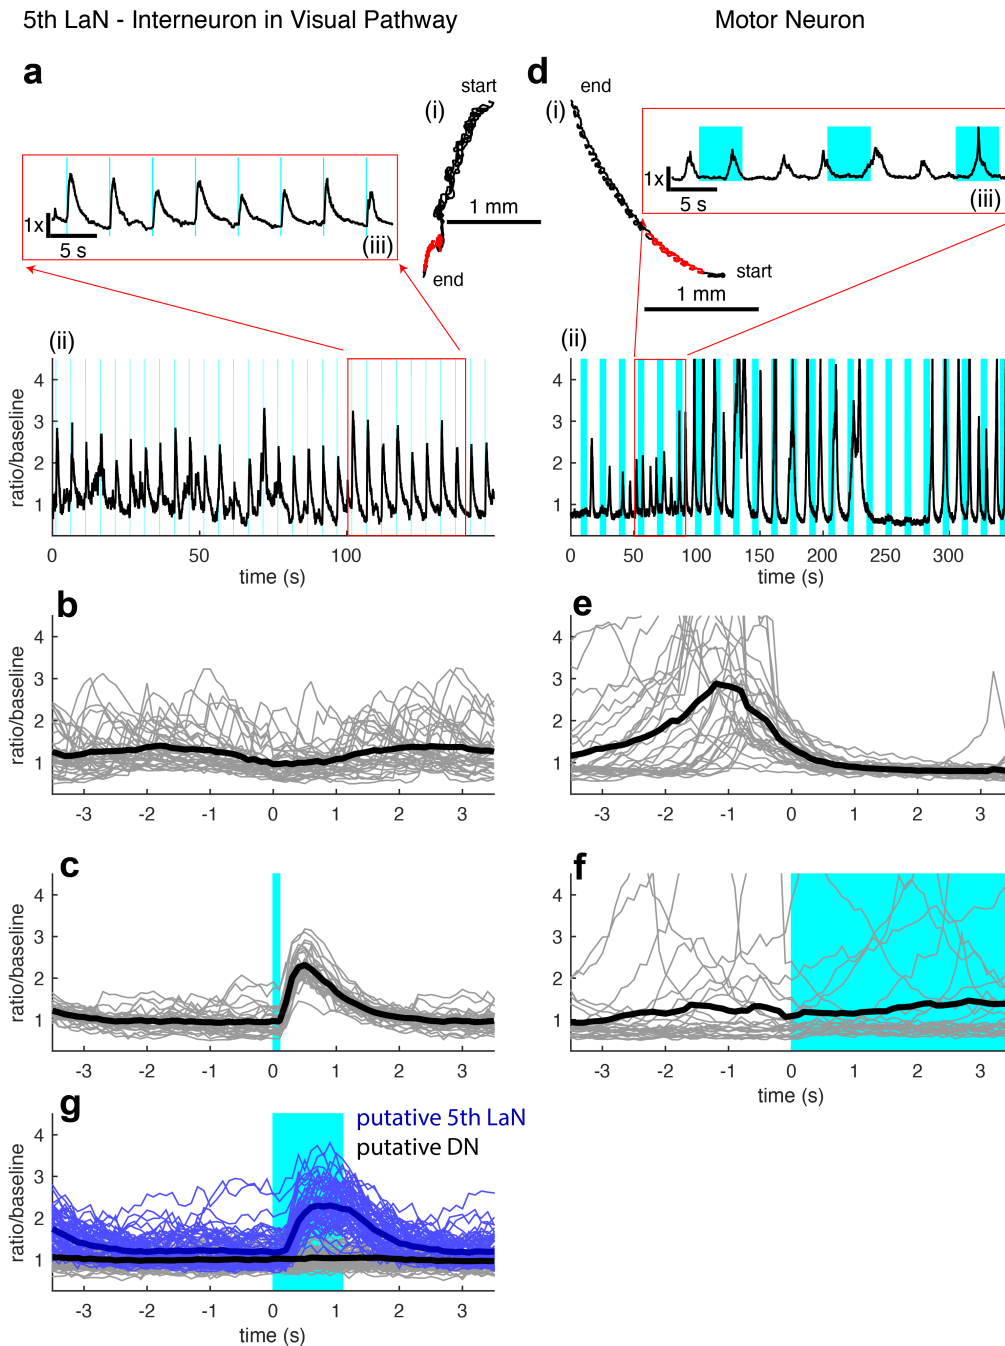 5th LaN - Interneuron in Visual Pathway
Motor Neuron
a
start
(i)
1x
5 s
(iii)
1 mm
end
(ii)
4
3
2
1
ratio/baseline
0
50
100
time (s)
d
end
(i)
1x
5 s
(iii)
start
1 mm
(ii)
4
3
2
1
0
50
100
150
200
250
300
time (s)
b
4
3
2
1
ratio/baseline
-3
-2
-1
0
1
2
3
e
4
3
2
1
-3
-2
-1
0
1
2
3
c
4
3
2
1
ratio/baseline
-3
-2
-1
0
1
2
3
f
4
3
2
1
-3
-2
-1
0
1
2
3
time (s)
g
putative 5th LaN
putative DN
4
3
2
1
ratio/baseline
-3
-2
-1
0
1
2
3
time (s)